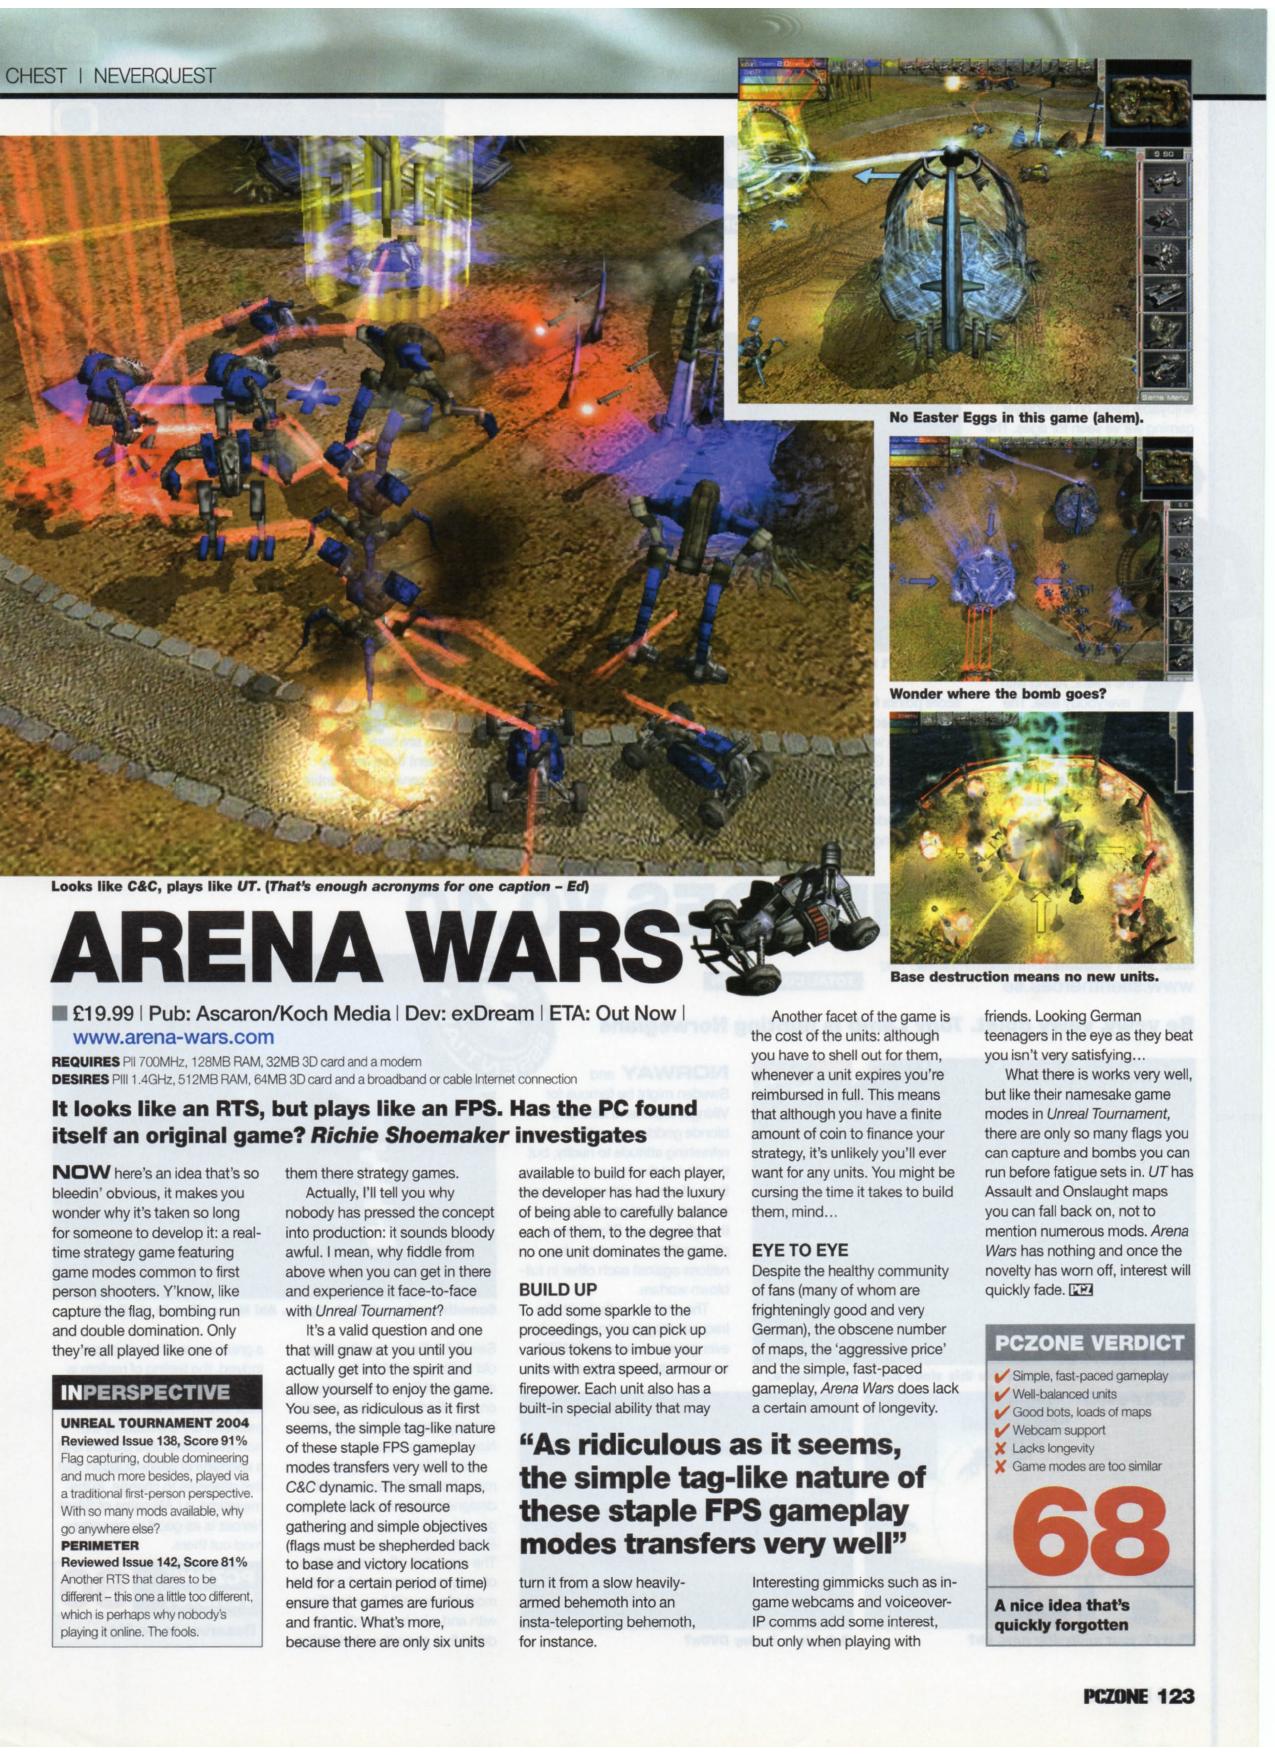 CHEST | NEVERQUEST
No Easter Eggs in this game (ahem).
Wonder where the bomb goes?
Base destruction means no new units.
Looks like C&C, plays like UT. (That's enough acronyms for one caption – Ed)
ARENA WARS
£19.99 | Pub: Ascaron/Koch Media | Dev: exDream | ETA: Out Now |
www.arena-wars.com
REQUIRES PII 700MHz, 128MB RAM, 32MB 3D card and a modem
DESIRES PIII 1.4GHz, 512MB RAM, 64MB 3D card and a broadband or cable Internet connection
It looks like an RTS, but plays like an FPS. Has the PC found
itself an original game? Richie Shoemaker investigates
NOW here's an idea that's so
bleedin' obvious, it makes you
wonder why it's taken so long
for someone to develop it: a real-
time strategy game featuring
game modes common to first
person shooters. Y'know, like
capture the flag, bombing run
and double domination. Only
they're all played like one of
INPERSPECTIVE
UNREAL TOURNAMENT 2004
Reviewed Issue 138, Score 91%
Flag capturing, double domineering
and much more besides, played via
a traditional first-person perspective.
With so many mods available, why
go anywhere else?
PERIMETER
Reviewed Issue 142, Score 81%
Another RTS that dares to be
different – this one a little too different,
which is perhaps why nobody's
playing it online. The fools.
them there strategy games.
Actually, I'll tell you why
nobody has pressed the concept
into production: it sounds bloody
awful. I mean, why fiddle from
above when you can get in there
and experience it face-to-face
with Unreal Tournament?
It's a valid question and one
that will gnaw at you until you
actually get into the spirit and
allow yourself to enjoy the game.
You see, as ridiculous as it first
seems, the simple tag-like nature
of these staple FPS gameplay
modes transfers very well to the
C&C dynamic. The small maps,
complete lack of resource
gathering and simple objectives
(flags must be shepherded back
to base and victory locations
held for a certain period of time)
ensure that games are furious
and frantic. What's more,
because there are only six units
available to build for each player,
the developer has had the luxury
of being able to carefully balance
each of them, to the degree that
no one unit dominates the game.
BUILD UP
To add some sparkle to the
proceedings, you can pick up
various tokens to imbue your
units with extra speed, armour or
firepower. Each unit also has a
built-in special ability that may
"As ridiculous as it seems,
the simple tag-like nature of
these staple FPS gameplay
modes transfers very well"
turn it from a slow heavily-
armed behemoth into an
insta-teleporting behemoth,
for instance.
Another facet of the game is
the cost of the units: although
you have to shell out for them,
whenever a unit expires you're
reimbursed in full. This means
that although you have a finite
amount of coin to finance your
strategy, it's unlikely you'll ever
want for any units. You might be
cursing the time it takes to build
them, mind...
EYE TO EYE
Despite the healthy community
of fans (many of whom are
frighteningly good and very
German), the obscene number
of maps, the 'aggressive price'
and the simple, fast-paced
gameplay, Arena Wars does lack
a certain amount of longevity.
Interesting gimmicks such as in-
game webcams and voiceover-
IP comms add some interest,
but only when playing with
friends. Looking German
teenagers in the eye as they beat
you isn't very satisfying...
What there is works very well,
but like their namesake game
modes in Unreal Tournament,
there are only so many flags you
can capture and bombs you can
run before fatigue sets in. UT has
Assault and Onslaught maps
you can fall back on, not to
mention numerous mods. Arena
Wars has nothing and once the
novelty has worn off, interest will
quickly fade. PCZ
PCZONE VERDICT
✓ Simple, fast-paced gameplay
✓ Well-balanced units
✓ Good bots, loads of maps
✓ Webcam support
✗ Lacks longevity
✗ Game modes are too similar
68
A nice idea that's
quickly forgotten
PCZONE 123